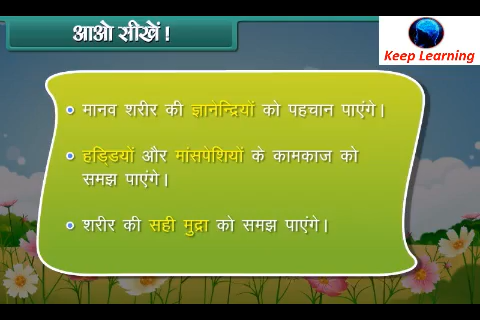 आओ सीखें!
Keep Learning
मानव शरीर की ज्ञानेन्द्रियों को पहचान पाएंगे।
हड्डियों और मांसपेशियों के कामकाज को
समझ पाएंगे।
शरीर की सही मुद्रा को समझ पाएंगे।